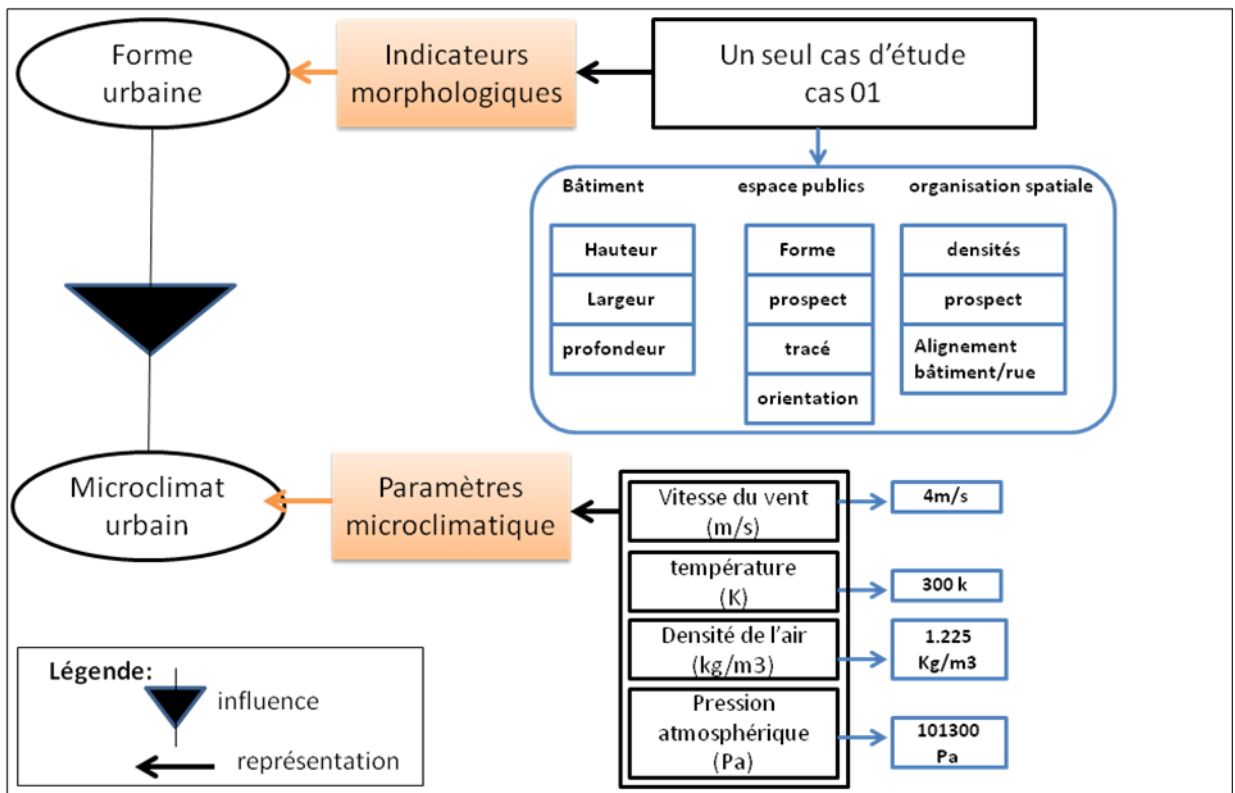 Forme
urbaine
Indicateurs
morphologiques
Un seul cas d'étude
cas 01
Bâtiment
espace publics
organisation spatiale
Hauteur
Largeur
profondeur
Forme
prospect
tracé
orientation
densités
prospect
Alignement
bâtiment/rue
Microclimat
urbain
Paramètres
microclimatique
Vitesse du vent
(m/s)
4m/s
température
(K)
300 k
Densité de l'air
(kg/m3)
1.225
Kg/m3
Pression
atmosphérique
(Pa)
101300
Pa
Légende:
influence
représentation